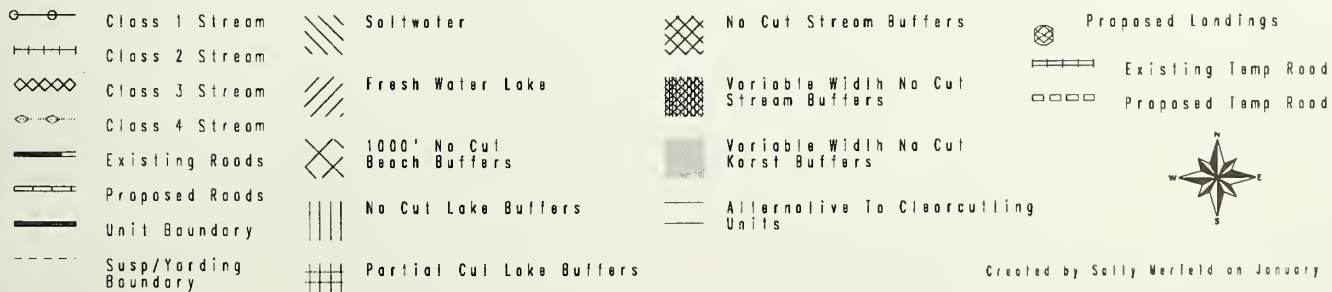 Class 1 Stream
Class 2 Stream
Class 3 Stream
Class 4 Stream
Existing Roads
Proposed Roads
Unit Boundary
Susp/Yarding
Boundary
Saltwater
Fresh Water Lake
1000' No Cut
Beach Buffers
No Cut Lake Buffers
Partial Cut Lake Buffers
No Cut Stream Buffers
Variable Width No Cut
Stream Buffers
Variable Width No Cut
Karst Buffers
Alternative To Clearcutting
Units
Proposed Landings
Existing Temp Road
Proposed Temp Road
N
W E
S
Created by Sally Merfeld on January